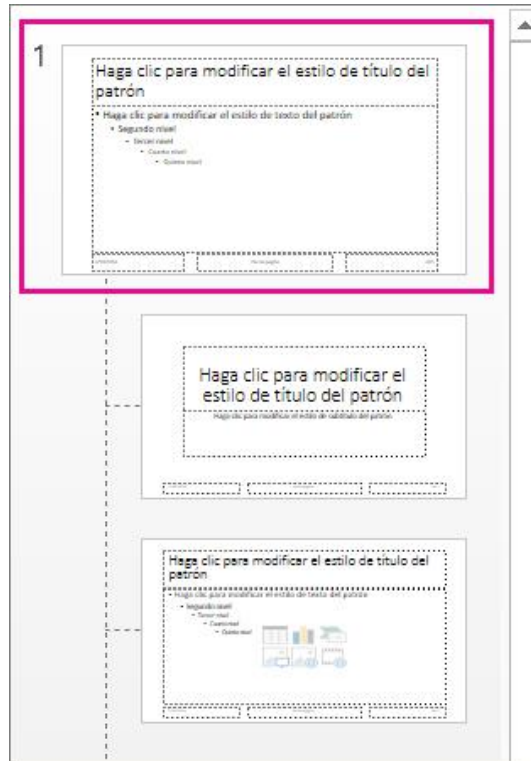 1
Haga clic para modificar el estilo de título del
patrón
• Haga clic para modificar el estilo de texto del patrón
• Segundo nivel
• Tercer nivel
• Cuarto nivel
• Quinto nivel
Haga clic para modificar el
estilo de título del patrón
Haga clic para modificar el estilo de subtítulo del patrón
Haga clic para modificar el estilo de título del
patrón
• Haga clic para modificar el estilo de texto del patrón
• Segundo nivel
• Tercer nivel
• Cuarto nivel
• Quinto nivel